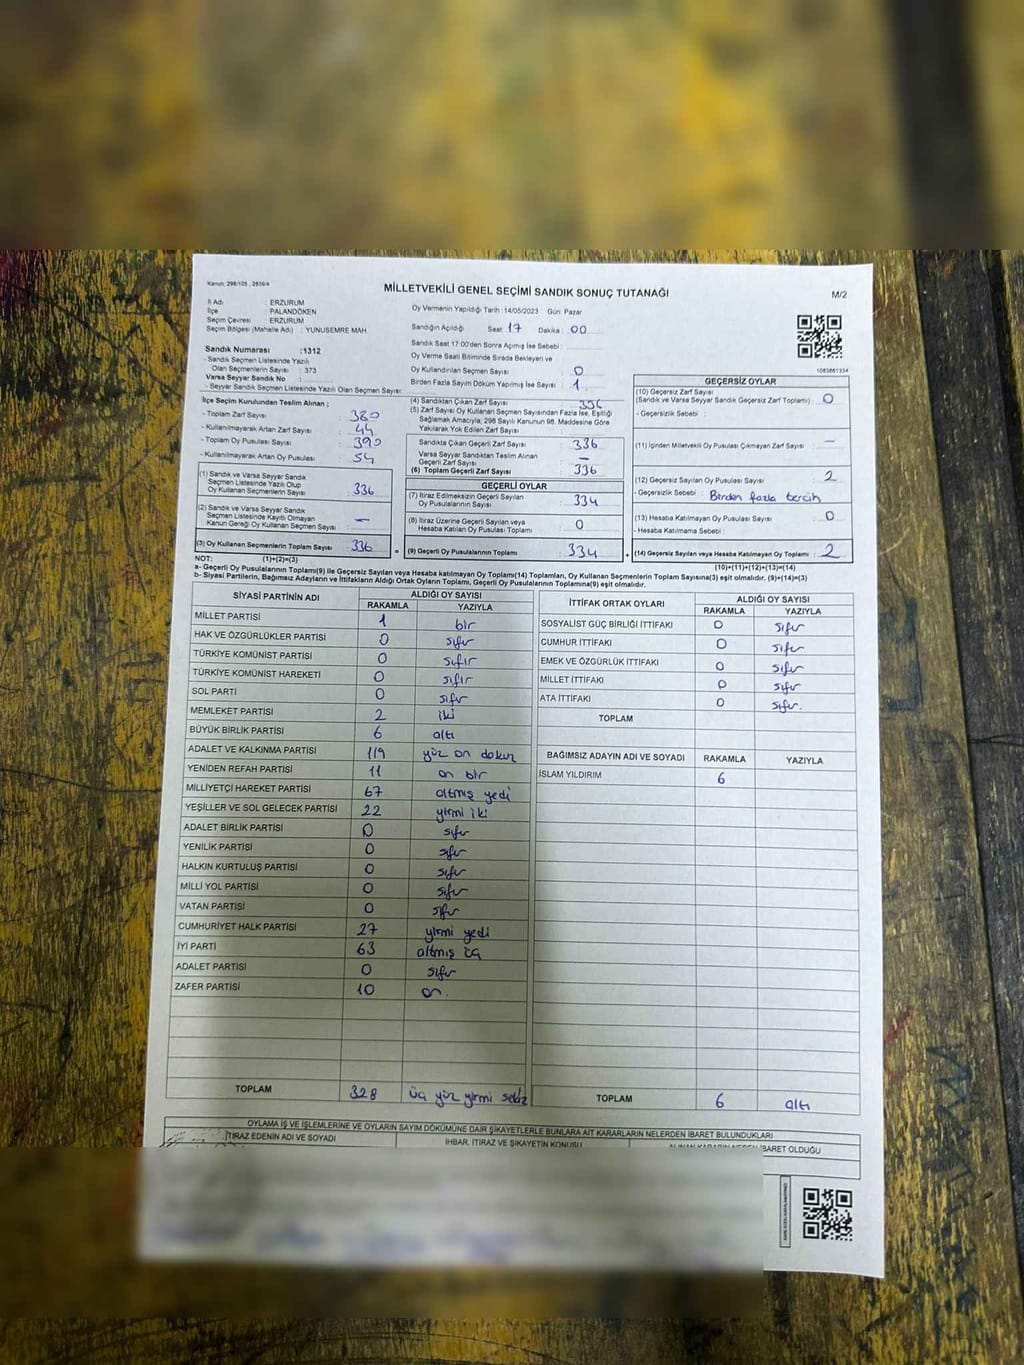 Kanun: 298/105 , 2839/4
MİLLETVEKİLİ GENEL SEÇİMİ SANDIK SONUÇ TUTANAĞI
M/2
İl Adı : ERZURUM
İlçe : PALANDÖKEN
Seçim Çevresi : ERZURUM
Seçim Bölgesi (Mahalle Adı) : YUNUSEMRE MAH.
Sandık Numarası :1312
- Sandık Seçmen Listesinde Yazılı
Olan Seçmenlerin Sayısı : 373
Varsa Seyyar Sandık No :
- Seyyar Sandık Seçmen Listesinde Yazılı Olan Seçmen Sayısı:
Oy Vermenin Yapıldığı Tarih :14/05/2023 Gün: Pazar
Sandığın Açıldığı Saat: 17 Dakika: 00
Sandık Saat 17:00'den Sonra Açımış İse Sebebi :
Oy Verme Saati Bitiminde Sırada Bekleyen ve
Oy Kullandırılan Seçmen Sayısı : 0
Birden Fazla Sayım Döküm Yapılmış İse Sayısı : 1
1083861334
İlçe Seçim Kurulundan Teslim Alınan ;
- Toplam Zarf Sayısı : 380
- Kullanılmayarak Artan Zarf Sayısı : 44
- Toplam Oy Pusulası Sayısı : 390
- Kullanılmayarak Artan Oy Pusulası : 54
(1) Sandık ve Varsa Seyyar Sandık
Seçmen Listesinde Yazılı Olup
Oy Kullanan Seçmenlerin Sayısı : 336
(2) Sandık ve Varsa Seyyar Sandık
Seçmen Listesinde Kayıtlı Olmayan
Kanun Gereği Oy Kullanan Seçmen Sayısı : —
(3) Oy Kullanan Seçmenlerin Toplam Sayısı 336
(1)+(2)=(3)
(4) Sandıktan Çıkan Zarf Sayısı : 336
(5) Zarf Sayısı Oy Kullanan Seçmen Sayısından Fazla İse, Eşitliği
Sağlamak Amacıyla, 298 Sayılı Kanunun 98. Maddesine Göre
Yakılarak Yok Edilen Zarf Sayısı :
Sandıkta Çıkan Geçerli Zarf Sayısı : 336
Varsa Seyyar Sandıktan Teslim Alınan
Geçerli Zarf Sayısı : —
(6) Toplam Geçerli Zarf Sayısı : 336
GEÇERLİ OYLAR
(7) İtiraz Edilmeksizin Geçerli Sayılan
Oy Pusulalarının Sayısı : 334
(8) İtiraz Üzerine Geçerli Sayılan veya
Hesaba Katılan Oy Pusulası Toplamı : 0
= (9) Geçerli Oy Pusulalarının Toplamı : 334 +
GEÇERSİZ OYLAR
(10) Geçersiz Zarf Sayısı
(Sandık ve Varsa Seyyar Sandık Geçersiz Zarf Toplamı) : 0
- Geçersizlik Sebebi :
(11) İçinden Milletvekili Oy Pusulası Çıkmayan Zarf Sayısı : —
(12) Geçersiz Sayılan Oy Pusulası Sayısı : 2
- Geçersizlik Sebebi : Birden fazla tercih
(13) Hesaba Katılmayan Oy Pusulası Sayısı : 0
- Hesaba Katılmama Sebebi :
(14) Geçersiz Sayılan veya Hesaba Katılmayan Oy Toplamı : 2
(10)+(11)+(12)+(13)=(14)
NOT:
a- Geçerli Oy Pusulaları Toplamı(9) ile Geçersiz Sayılan veya Hesaba katılmayan Oy Toplamı(14) Toplamları, Oy Kullanan Seçmenlerin Toplam Sayısına(3) eşit olmalıdır. (9)+(14)=(3)
b- Siyasi Partilerin, Bağımsız Adayların ve İttifakların Aldığı Ortak Oyların Toplamı, Geçerli Oy Pusulalarının Toplamına(9) eşit olmalıdır.
SİYASİ PARTİNİN ADI ALDIĞI OY SAYISI
RAKAMLA YAZIYLA
MİLLET PARTİSİ 1 bir
HAK VE ÖZGÜRLÜKLER PARTİSİ 0 sıfır
TÜRKİYE KOMÜNİST PARTİSİ 0 sıfır
TÜRKİYE KOMÜNİST HAREKETİ 0 sıfır
SOL PARTİ 0 sıfır
MEMLEKET PARTİSİ 2 iki
BÜYÜK BİRLİK PARTİSİ 6 altı
ADALET VE KALKINMA PARTİSİ 119 yüz on dokuz
YENİDEN REFAH PARTİSİ 11 on bir
MİLLİYETÇİ HAREKET PARTİSİ 67 altmış yedi
YEŞİLLER VE SOL GELECEK PARTİSİ 22 yirmi iki
ADALET BİRLİK PARTİSİ 0 sıfır
YENİLİK PARTİSİ 0 sıfır
HALKIN KURTULUŞ PARTİSİ 0 sıfır
MİLLİ YOL PARTİSİ 0 sıfır
VATAN PARTİSİ 0 sıfır
CUMHURİYET HALK PARTİSİ 27 yirmi yedi
İYİ PARTİ 63 altmış üç
ADALET PARTİSİ 0 sıfır
ZAFER PARTİSİ 10 on.
TOPLAM 328 üç yüz yirmi sekiz
İTTİFAK ORTAK OYLARI ALDIĞI OY SAYISI
RAKAMLA YAZIYLA
SOSYALİST GÜÇ BİRLİĞİ İTTİFAKI 0 sıfır
CUMHUR İTTİFAKI 0 sıfır
EMEK VE ÖZGÜRLÜK İTTİFAKI 0 sıfır
MİLLET İTTİFAKI 0 sıfır
ATA İTTİFAKI 0 sıfır.
TOPLAM
BAĞIMSIZ ADAYIN ADI VE SOYADI RAKAMLA YAZIYLA
İSLAM YILDIRIM 6
TOPLAM 6 altı
OYLAMA İŞ VE İŞLEMLERİNE VE OYLARIN SAYIM DÖKÜMÜNE DAİR ŞİKAYETLERLE BUNLARA AİT KARARLARIN NELERDEN İBARET BULUNDUKLARI
İTİRAZ EDENİN ADI VE SOYADI İHBAR, İTİRAZ VE ŞİKAYETİN KONUSU ALINAN KARARIN NEDEN İBARET OLDUĞU